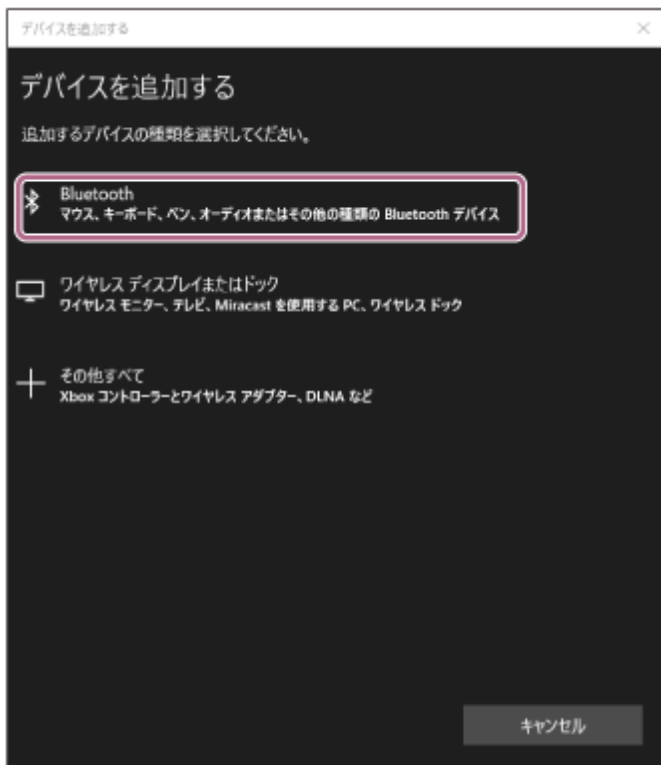 デバイスを追加する
デバイスを追加する
追加するデバイスの種類を選択してください。
Bluetooth
マウス、キーボード、ペン、オーディオまたはその他の種類の Bluetooth デバイス
ワイヤレス ディスプレイまたはドック
ワイヤレス モニター、テレビ、Miracast を使用する PC、ワイヤレス ドック
その他すべて
Xbox コントローラーとワイヤレス アダプター、DLNA など
キャンセル